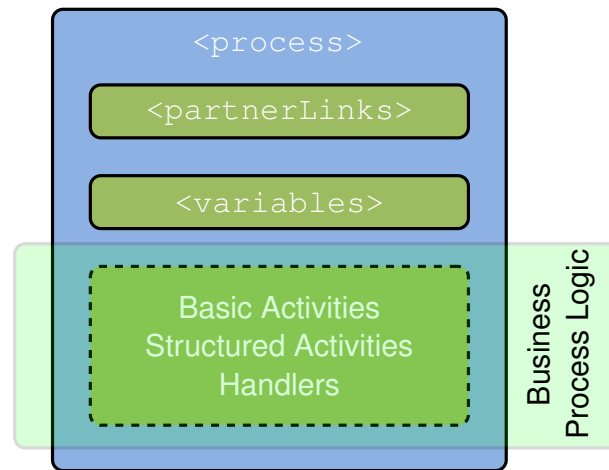 <process>
<partnerLinks>
<variables>
Basic Activities
Structured Activities
Handlers
Business
Process Logic